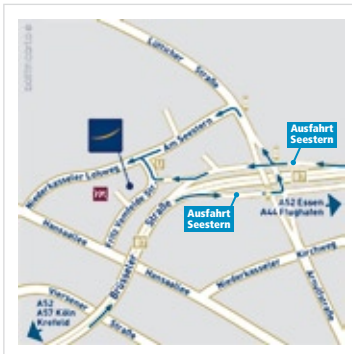 Lütticher
Straße
Am Seestern
Ausfahrt
Seestern
Niederkasseler Lohweg
Fritz-Vomfelde-Str.
Ausfahrt
Seestern
A52 Essen
A44 Flughafen
Hansaallee
Brüsseler
Straße
Hansaallee
Niederkasseler
Kirchweg
Arnulfstraße
Viersener
Straße
A52
A57 Köln
Krefeld